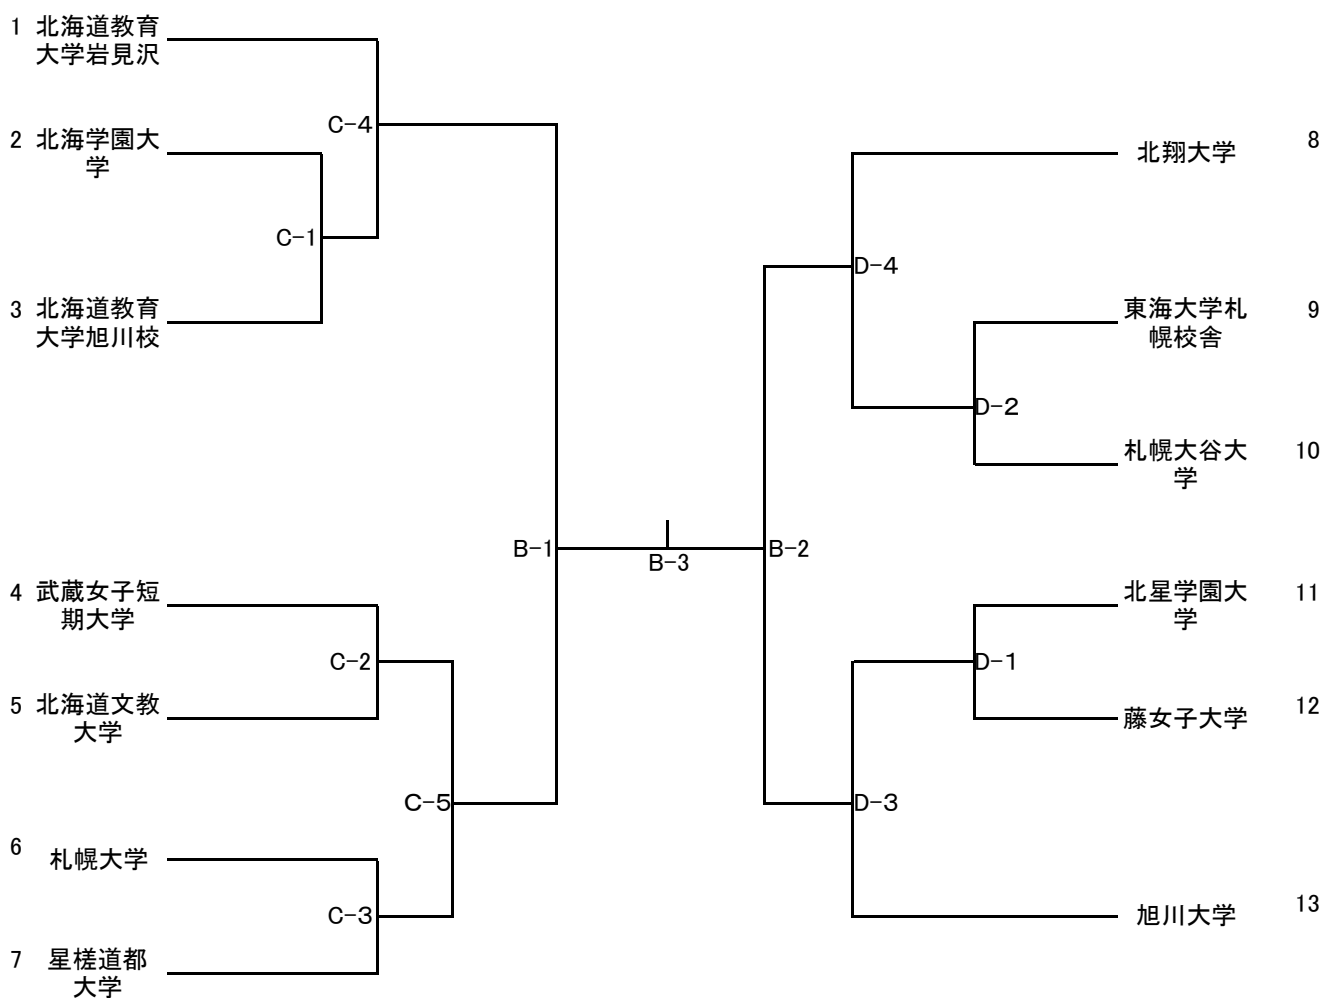 1 北海道教育
大学岩見沢
C-4
2 北海学園大
学
C-1
3 北海道教育
大学旭川校
B-1
4 武蔵女子短
期大学
C-2
5 北海道文教
大学
C-5
6 札幌大学
C-3
7 星槎道都
大学
B-3
北翔大学 8
D-4
東海大学札 9
幌校舎
D-2
札幌大谷大 10
学
B-2
北星学園大 11
学
D-1
藤女子大学 12
D-3
旭川大学 13